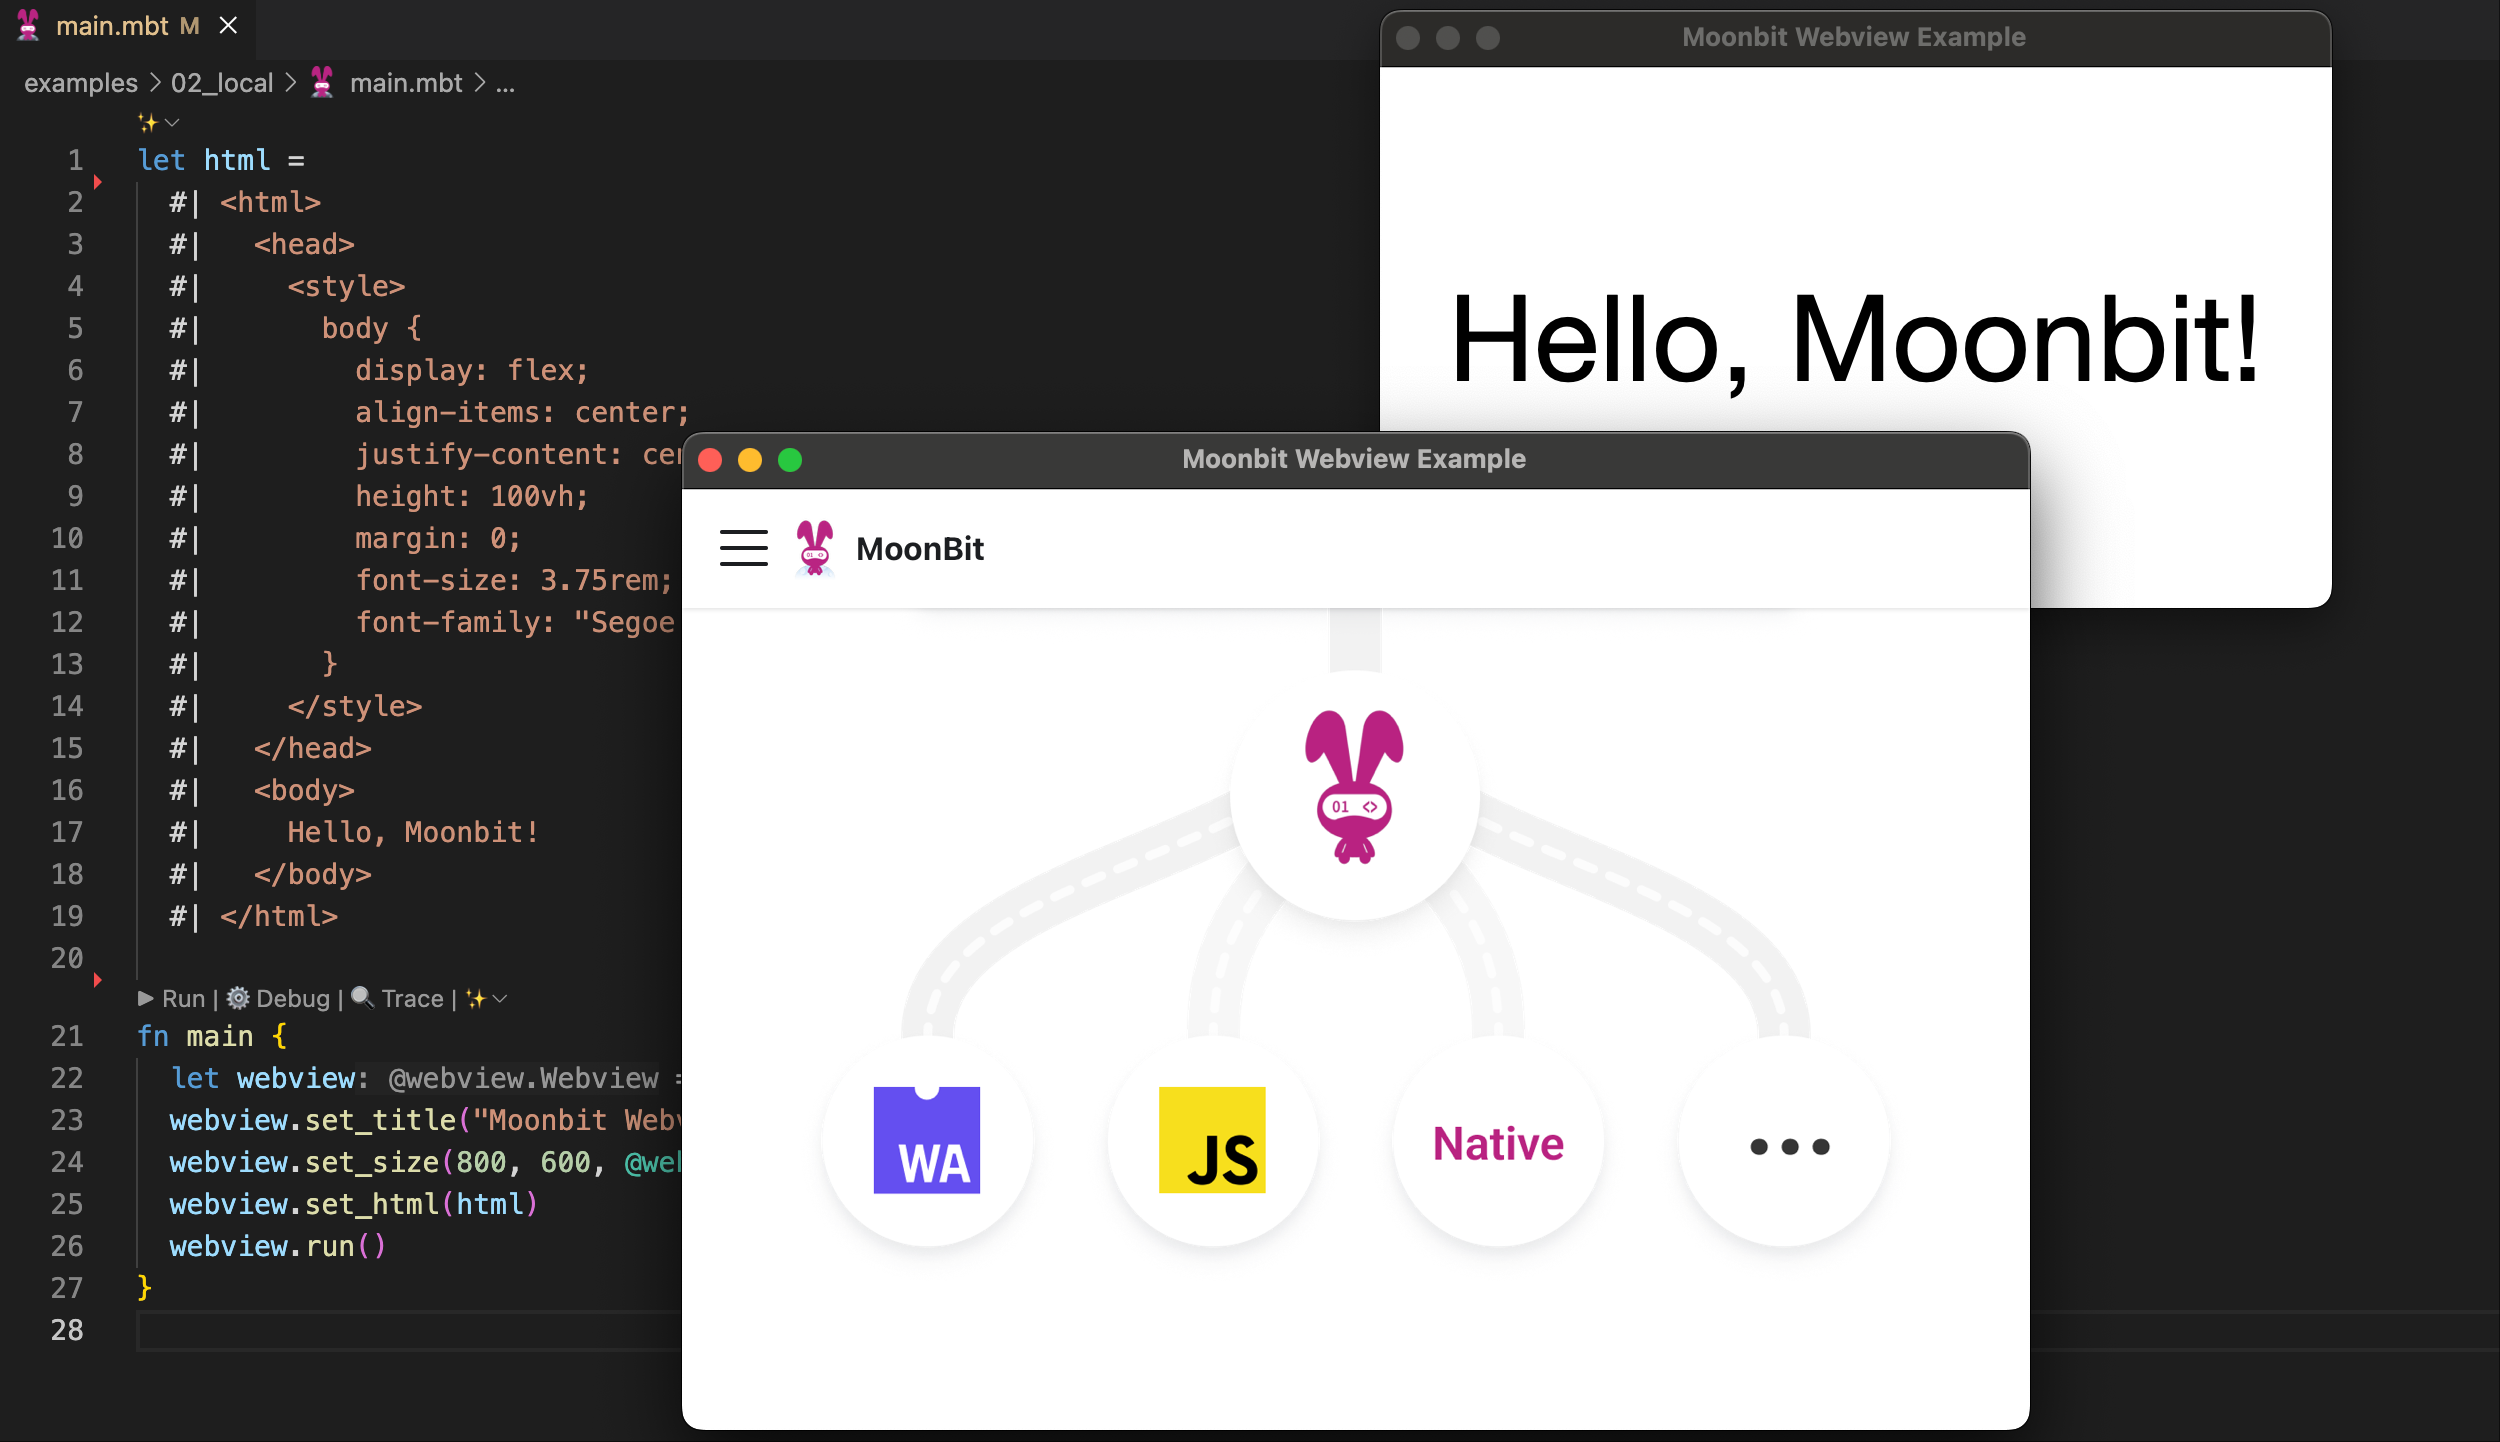 main.mbt M
examples > 02_local > main.mbt > ...
1 let html =
2 #| <html>
3 #|   <head>
4 #|     <style>
5 #|       body {
6 #|         display: flex;
7 #|         align-items: center;
8 #|         justify-content: cen
9 #|         height: 100vh;
10 #|         margin: 0;
11 #|         font-size: 3.75rem;
12 #|         font-family: "Segoe
13 #|       }
14 #|     </style>
15 #|   </head>
16 #|   <body>
17 #|     Hello, Moonbit!
18 #|   </body>
19 #| </html>
20
Run | Debug | Trace |
21 fn main {
22   let webview: @webview.Webview =
23   webview.set_title("Moonbit Webv
24   webview.set_size(800, 600, @web
25   webview.set_html(html)
26   webview.run()
27 }
28
Moonbit Webview Example
Hello, Moonbit!
Moonbit Webview Example
MoonBit
01 <>
WA
JS
Native